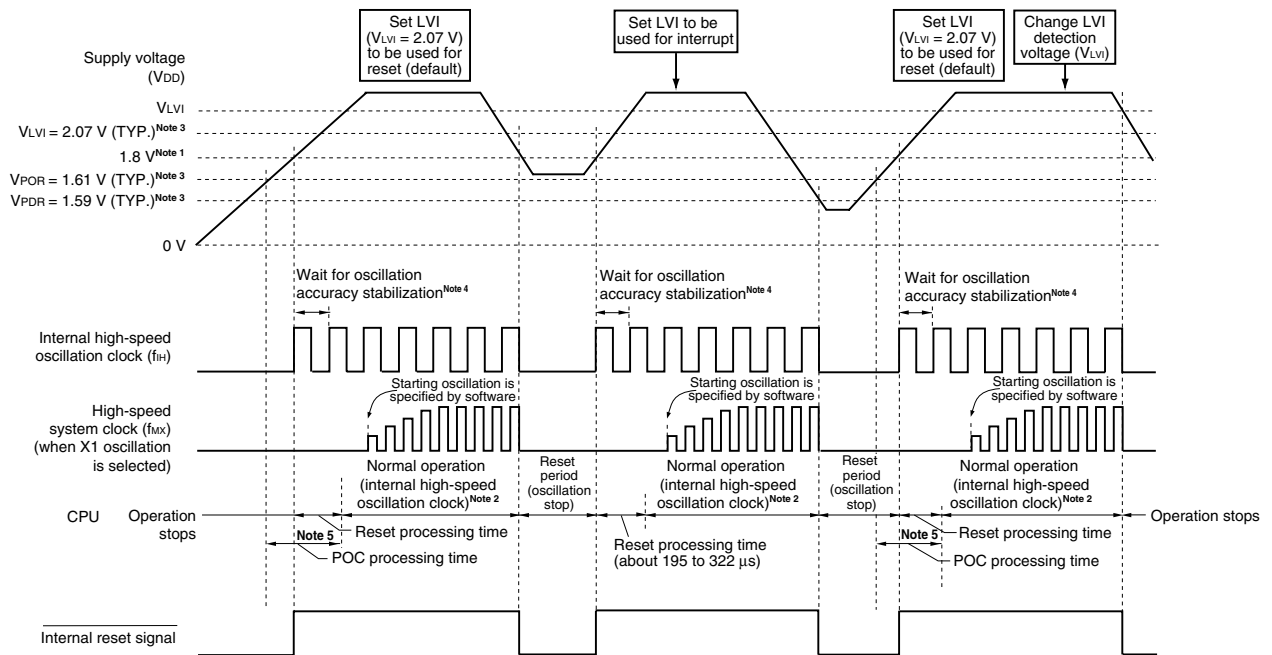 Set LVI
(VLVI = 2.07 V)
to be used for
reset (default)
Set LVI to be
used for interrupt
Set LVI
(VLVI = 2.07 V)
to be used for
reset (default)
Change LVI
detection
voltage (VLVI)
Supply voltage
(VDD)
VLVI
VLVI = 2.07 V (TYP.)Note 3
1.8 VNote 1
VPOR = 1.61 V (TYP.)Note 3
VPDR = 1.59 V (TYP.)Note 3
0 V
Wait for oscillation
accuracy stabilizationNote 4
Wait for oscillation
accuracy stabilizationNote 4
Wait for oscillation
accuracy stabilizationNote 4
Internal high-speed
oscillation clock (fIH)
Starting oscillation is
specified by software
Starting oscillation is
specified by software
Starting oscillation is
specified by software
High-speed
system clock (fMX)
(when X1 oscillation
is selected)
Normal operation
(internal high-speed
oscillation clock)Note 2
Reset
period
(oscillation
stop)
Normal operation
(internal high-speed
oscillation clock)Note 2
Reset
period
(oscillation
stop)
Normal operation
(internal high-speed
oscillation clock)Note 2
CPU
Operation
stops
Operation stops
Reset processing time
Note 5
POC processing time
Reset processing time
(about 195 to 322 μs)
Reset processing time
Note 5
POC processing time
Internal reset signal